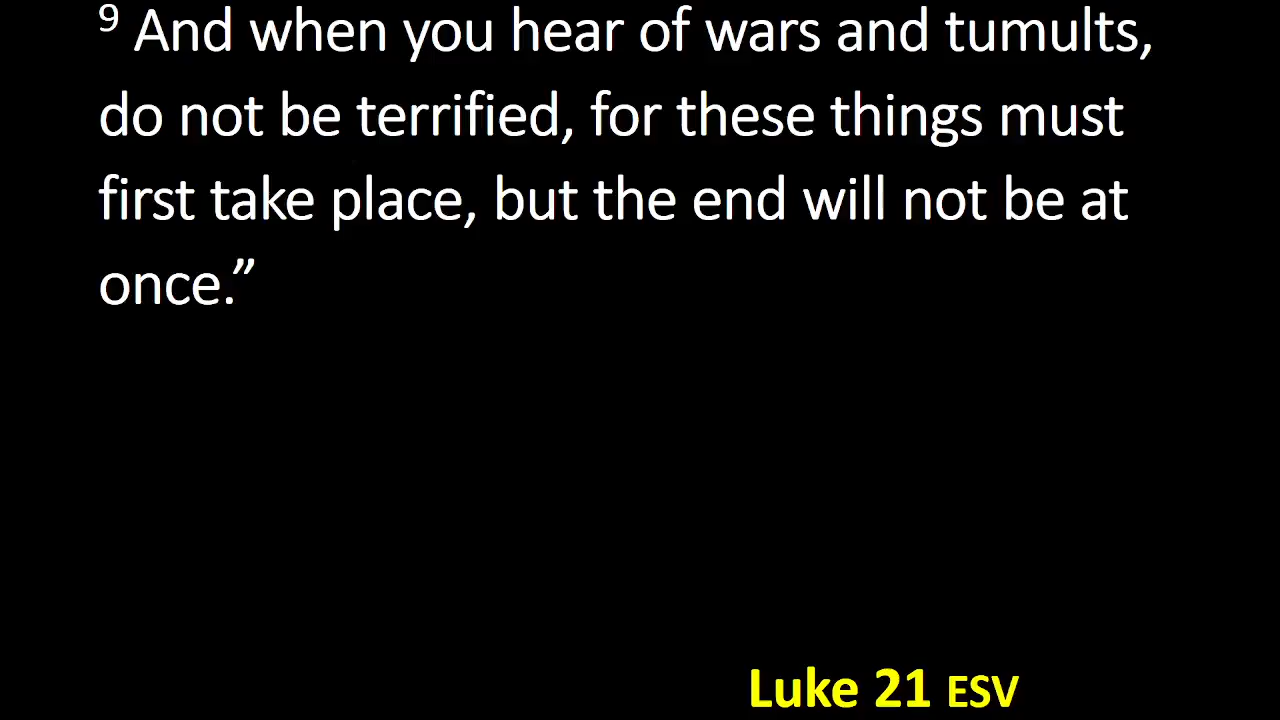 9 And when you hear of wars and tumults,
do not be terrified, for these things must
first take place, but the end will not be at
once.”
Luke 21 ESV